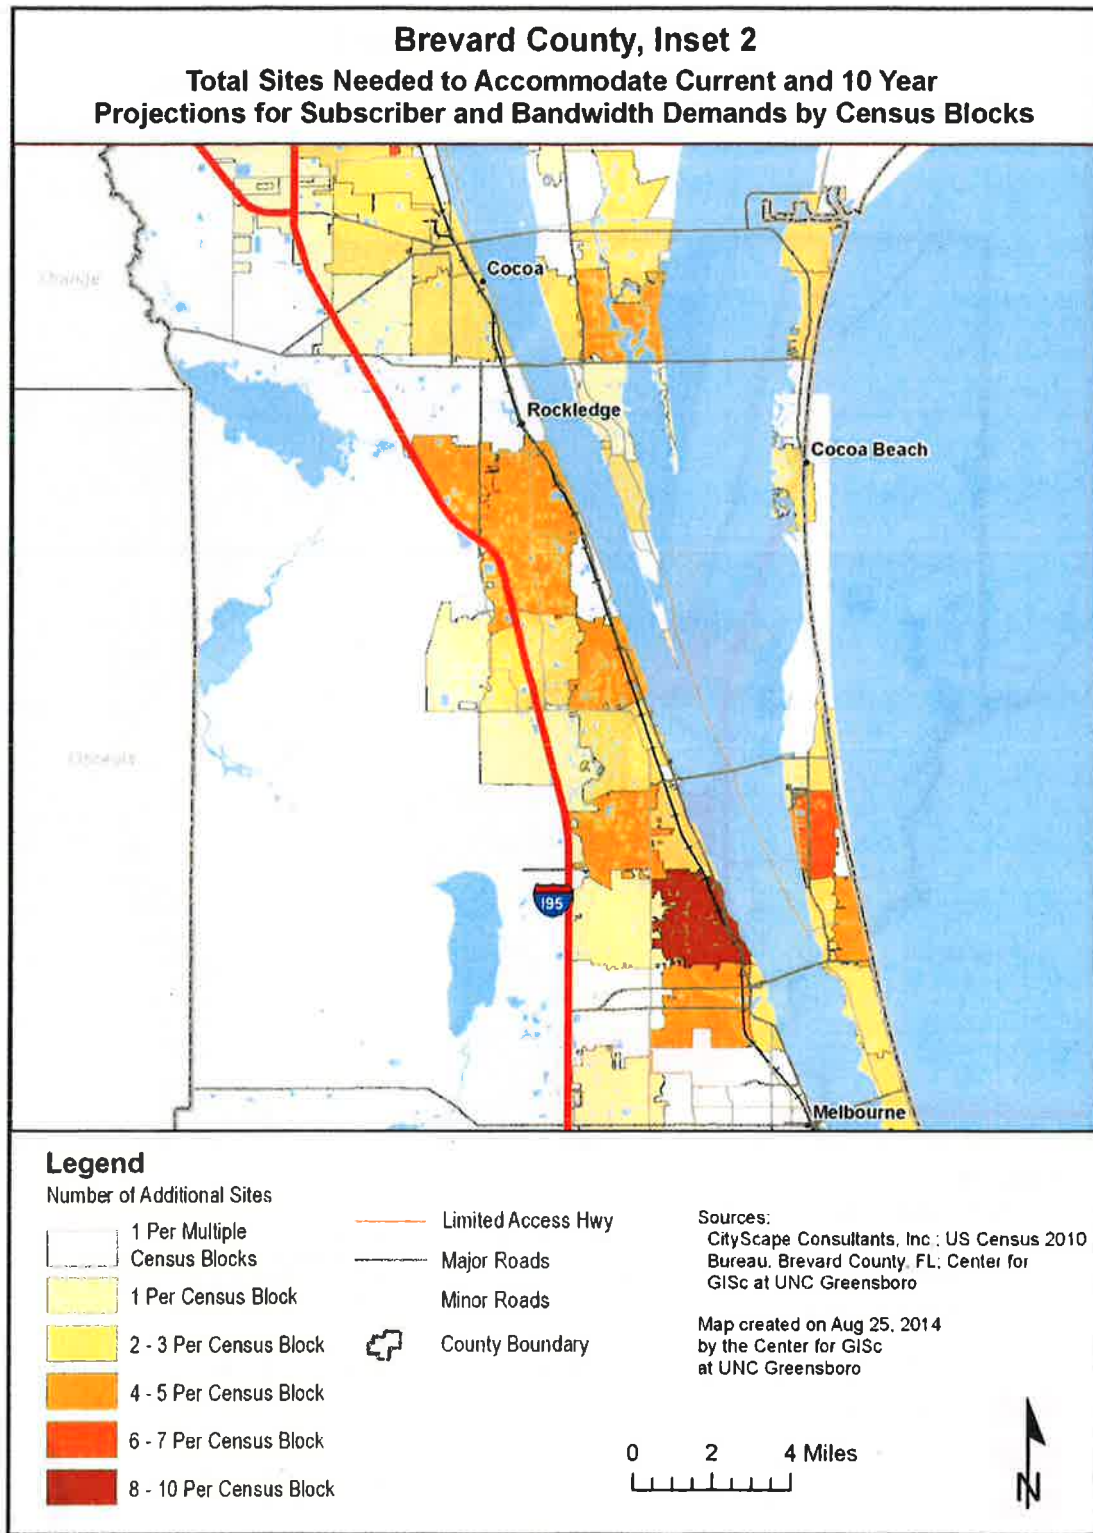 Brevard County, Inset 2
Total Sites Needed to Accommodate Current and 10 Year
Projections for Subscriber and Bandwidth Demands by Census Blocks
Orange
Cocoa
Rockledge
Cocoa Beach
Osceola
195
Melbourne
Legend
Number of Additional Sites
1 Per Multiple
Census Blocks
1 Per Census Block
2 - 3 Per Census Block
4 - 5 Per Census Block
6 - 7 Per Census Block
8 - 10 Per Census Block
Limited Access Hwy
Major Roads
Minor Roads
County Boundary
Sources:
CityScape Consultants, Inc.; US Census 2010
Bureau, Brevard County, FL; Center for
GISc at UNC Greensboro
Map created on Aug 25, 2014
by the Center for GISc
at UNC Greensboro
0 2 4 Miles
N